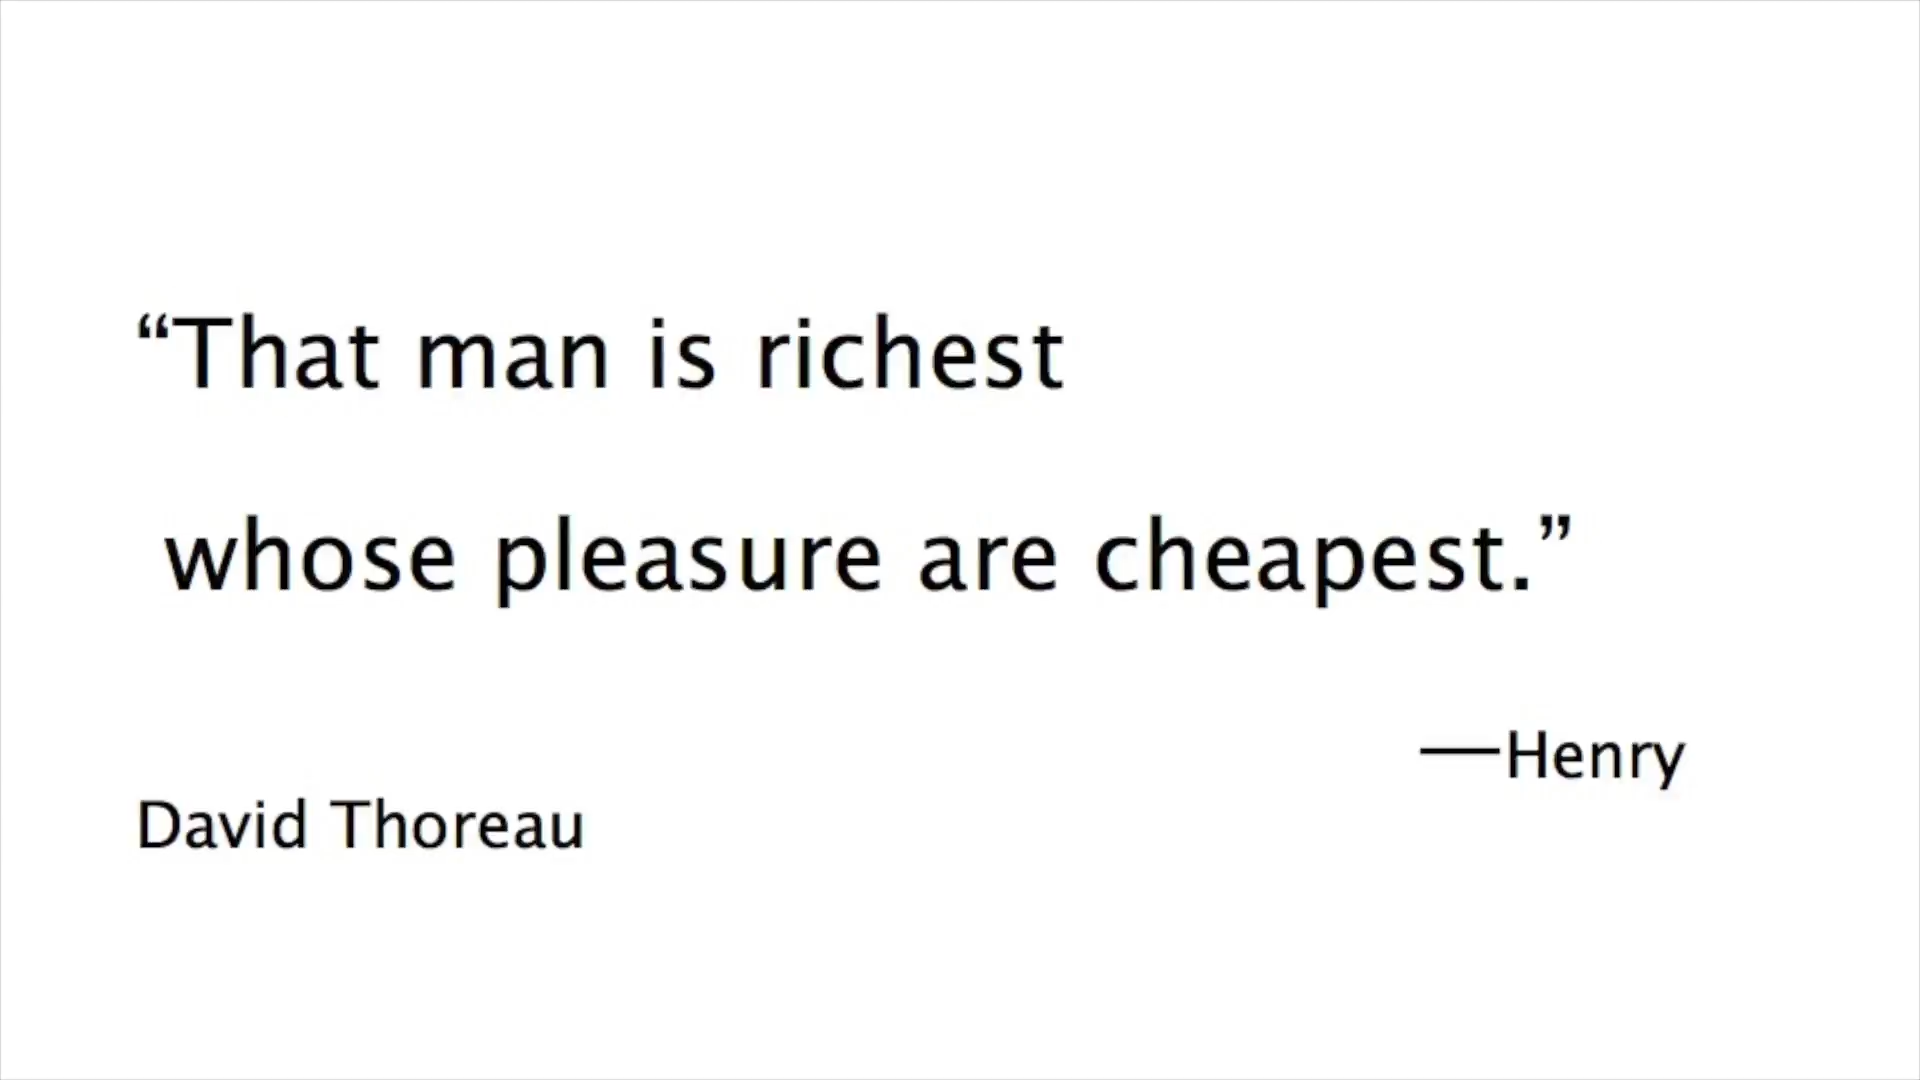 “That man is richest
whose pleasure are cheapest.”
—Henry
David Thoreau